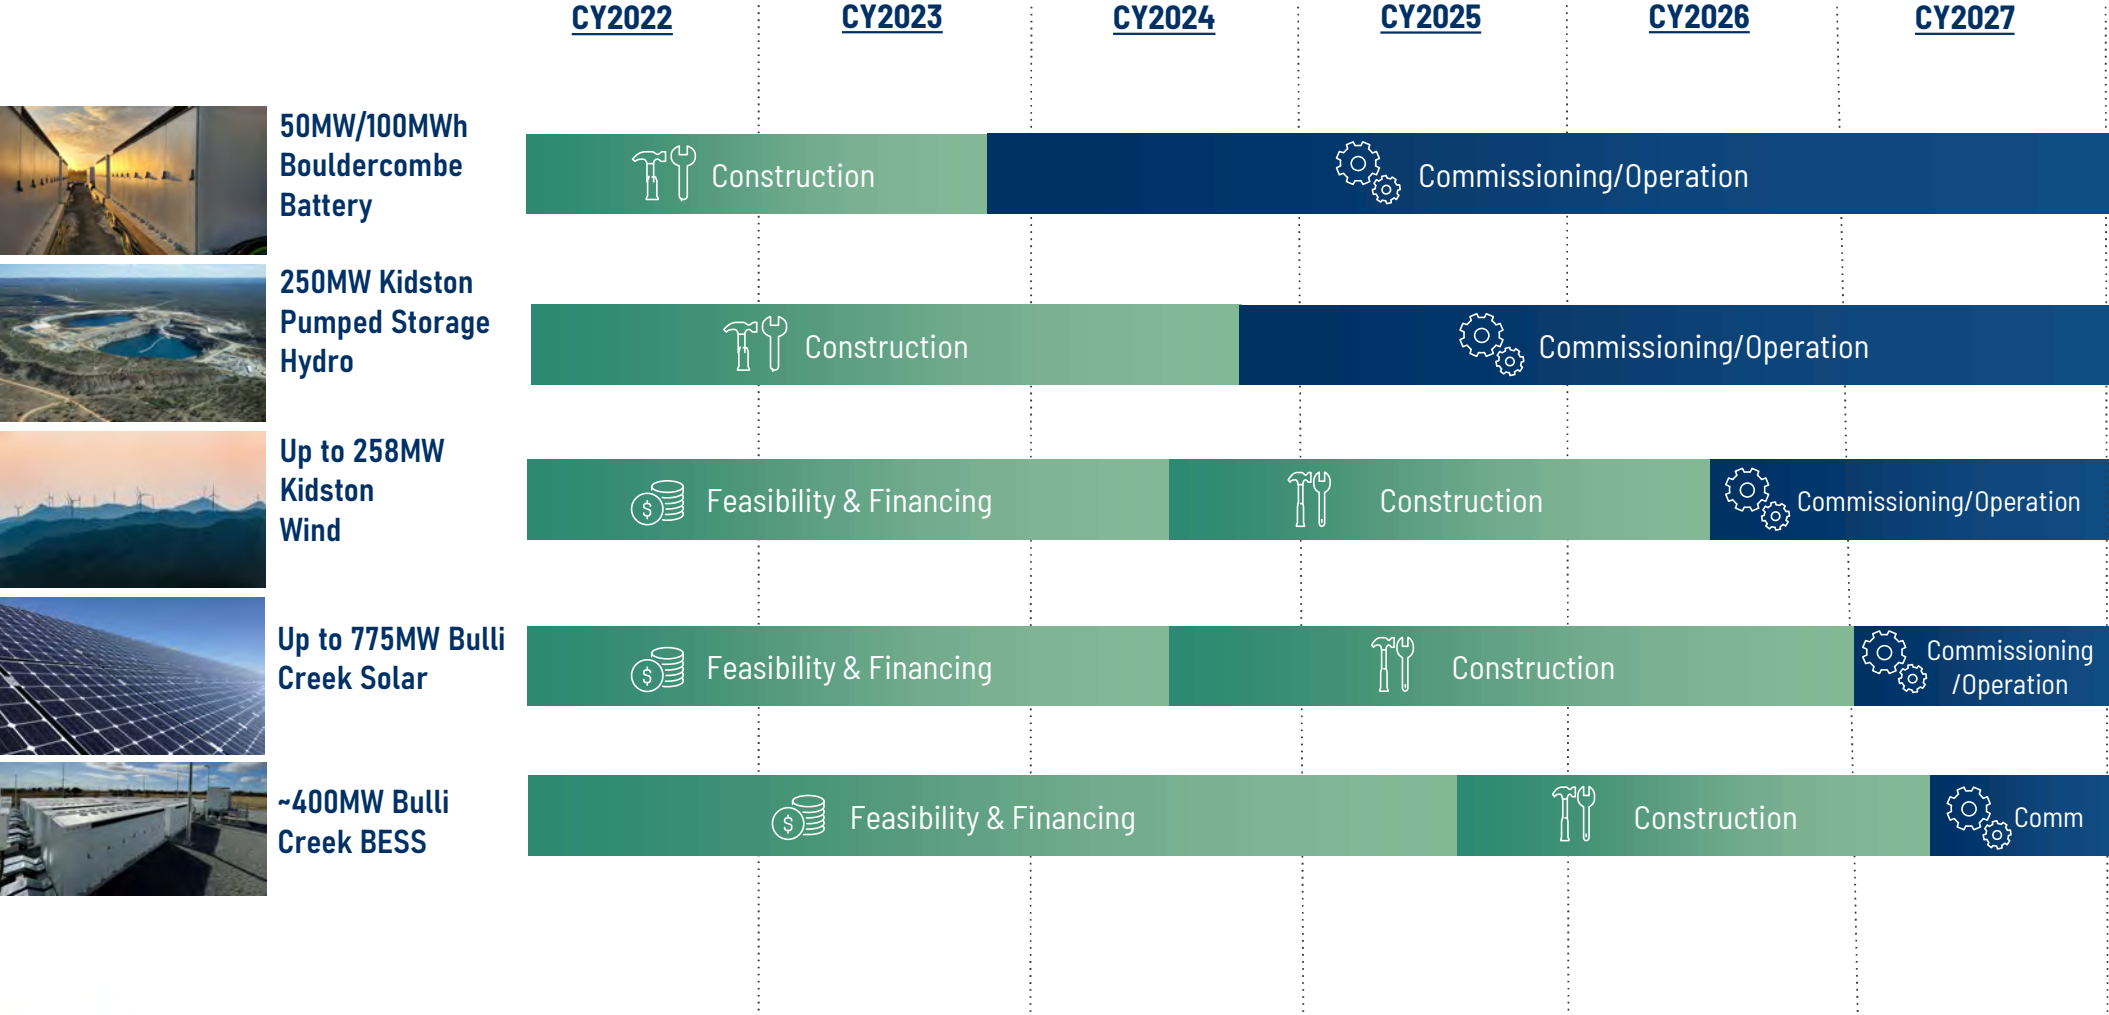 CY2022 CY2023 CY2024 CY2025 CY2026 CY2027
50MW/100MWh
Bouldercombe
Battery
Construction
Commissioning/Operation
250MW Kidston
Pumped Storage
Hydro
Construction
Commissioning/Operation
Up to 258MW
Kidston
Wind
$
Feasibility & Financing
Construction
Commissioning/Operation
Up to 775MW Bulli
Creek Solar
$
Feasibility & Financing
Construction
Commissioning
/Operation
~400MW Bulli
Creek BESS
$
Feasibility & Financing
Construction
Comm